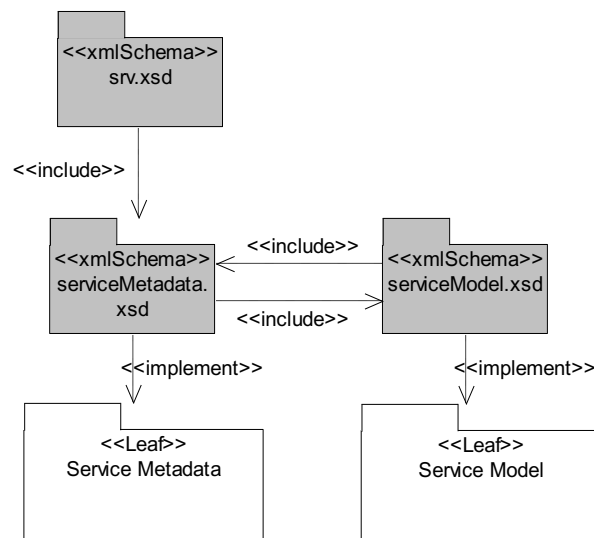 <<xmlSchema>>
srv.xsd
<<include>>
<<xmlSchema>>
serviceMetadata.
xsd
<<include>>
<<include>>
<<xmlSchema>>
serviceModel.xsd
<<implement>>
<<implement>>
<<Leaf>>
Service Metadata
<<Leaf>>
Service Model